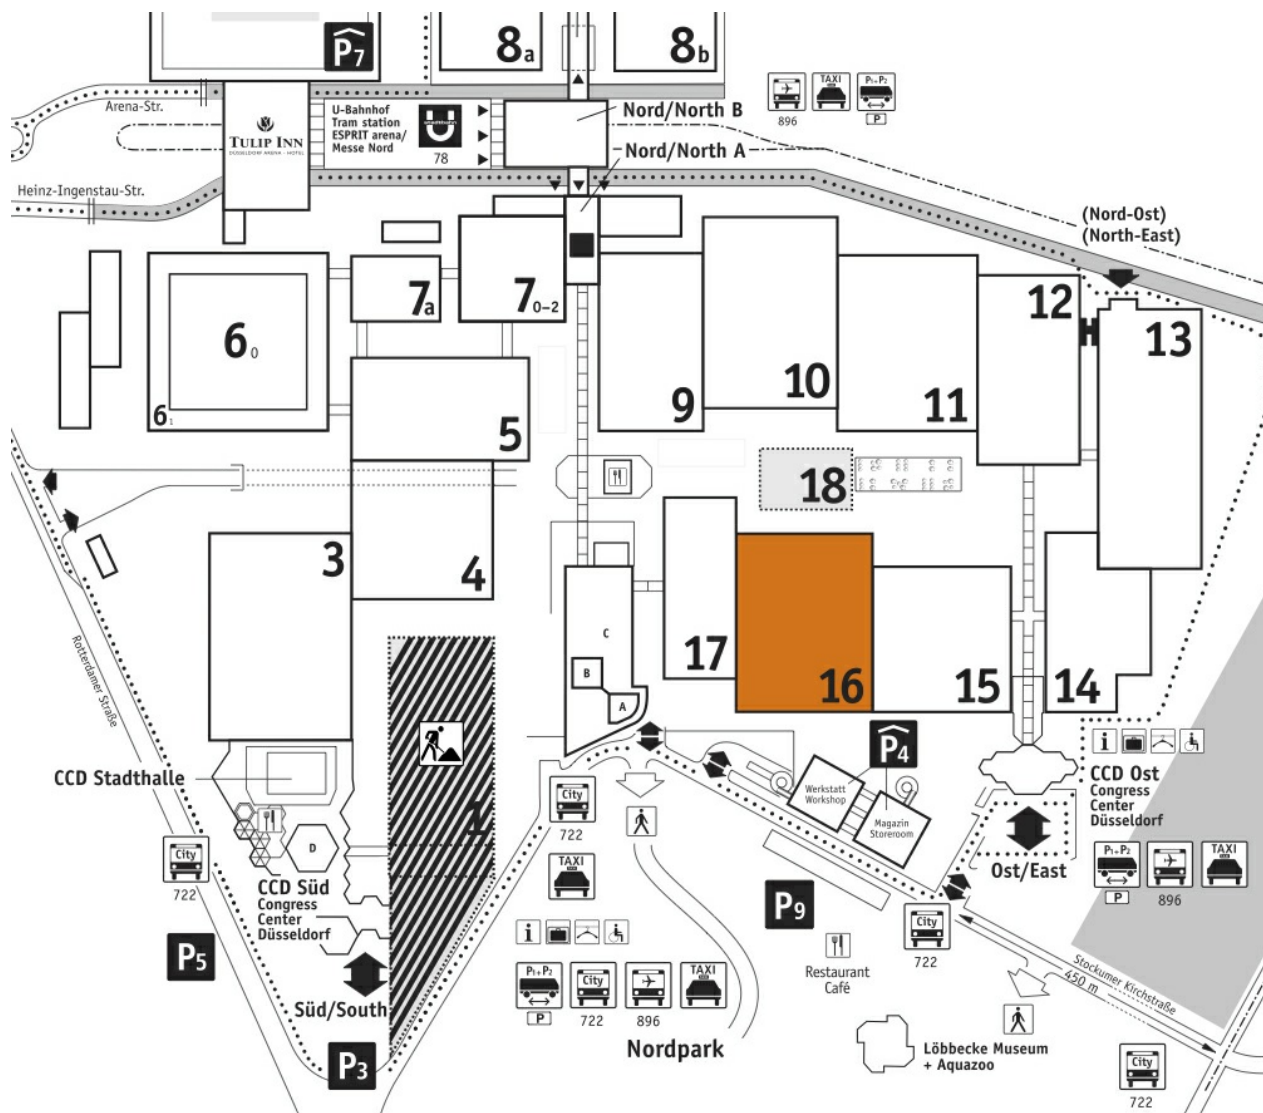 P7
8a
8b
Arena-Str.
TULIP INN
DÜSSELDORF ARENA - HOTEL
U-Bahnhof
Tram station
ESPRIT arena/
Messe Nord
U
78
Nord/North B
896
TAXI
P1+P2
P
Nord/North A
Heinz-Ingenstau-Str.
(Nord-Ost)
(North-East)
6 0
6 1
7a
7 0-2
9
10
11
12
13
5
18
3
4
17
16
15
14
C
B
A
Rotterdamer Straße
CCD Stadthalle
1
D
City
722
CCD Süd
Congress
Center
Düsseldorf
P5
Süd/South
P3
City
722
TAXI
i
P1+P2
P
City
722
896
TAXI
Nordpark
P4
Werkstatt
Workshop
Magazin
Storeroom
P9
Restaurant
Café
City
722
Ost/East
i
CCD Ost
Congress
Center
Düsseldorf
P1+P2
P
896
TAXI
Stockumer Kirchstraße
450 m
Löbbecke Museum
+ Aquazoo
City
722